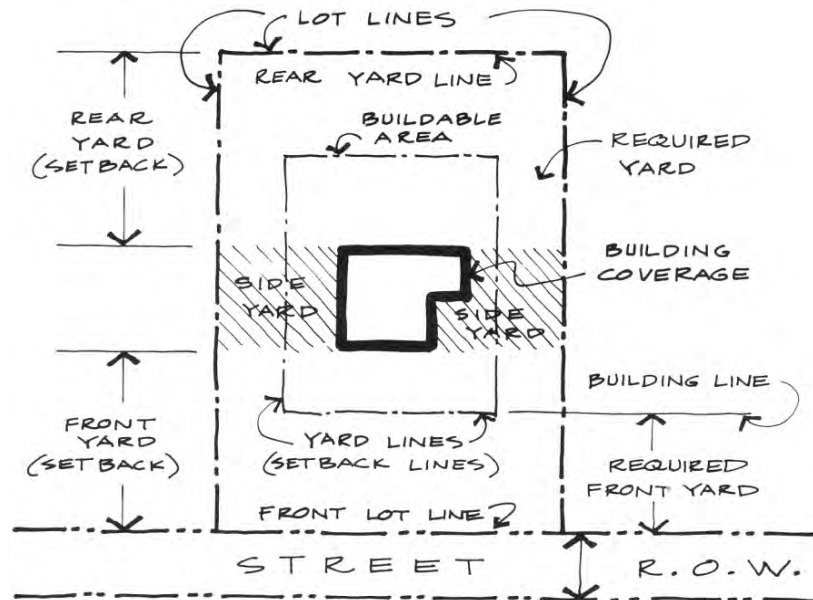 LOT LINES
REAR YARD LINE
REAR
YARD
(SETBACK)
BUILDABLE
AREA
REQUIRED
YARD
BUILDING
COVERAGE
SIDE
YARD
SIDE
YARD
BUILDING LINE
FRONT
YARD
(SETBACK)
YARD LINES
(SETBACK LINES)
REQUIRED
FRONT YARD
FRONT LOT LINE
STREET
R.O.W.